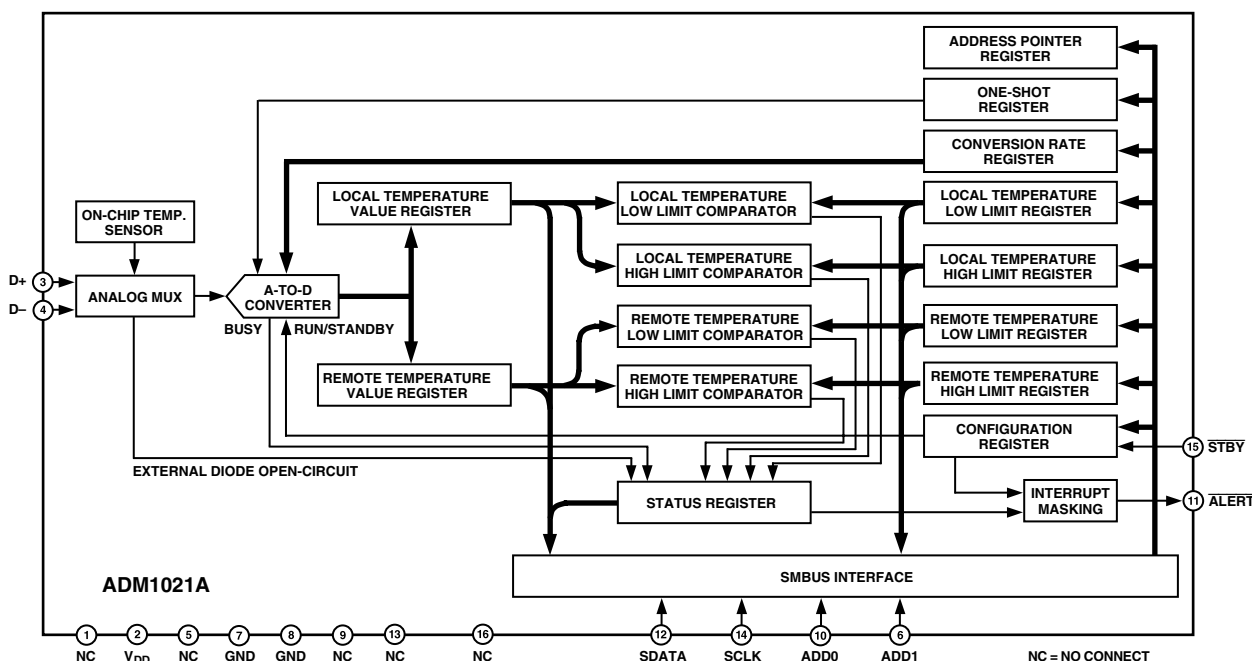 ADDRESS POINTER
REGISTER
ONE-SHOT
REGISTER
CONVERSION RATE
REGISTER
ON-CHIP TEMP.
SENSOR
LOCAL TEMPERATURE
VALUE REGISTER
LOCAL TEMPERATURE
LOW LIMIT COMPARATOR
LOCAL TEMPERATURE
LOW LIMIT REGISTER
D+
3
D–
4
ANALOG MUX
A-TO-D
CONVERTER
BUSY
RUN/STANDBY
LOCAL TEMPERATURE
HIGH LIMIT COMPARATOR
LOCAL TEMPERATURE
HIGH LIMIT REGISTER
REMOTE TEMPERATURE
LOW LIMIT COMPARATOR
REMOTE TEMPERATURE
LOW LIMIT REGISTER
REMOTE TEMPERATURE
VALUE REGISTER
REMOTE TEMPERATURE
HIGH LIMIT COMPARATOR
REMOTE TEMPERATURE
HIGH LIMIT REGISTER
CONFIGURATION
REGISTER
15
STBY
EXTERNAL DIODE OPEN-CIRCUIT
STATUS REGISTER
INTERRUPT
MASKING
11
ALERT
SMBUS INTERFACE
ADM1021A
1
2
5
7
8
9
13
16
12
14
10
6
NC
VDD
NC
GND
GND
NC
NC
NC
SDATA
SCLK
ADD0
ADD1
NC = NO CONNECT